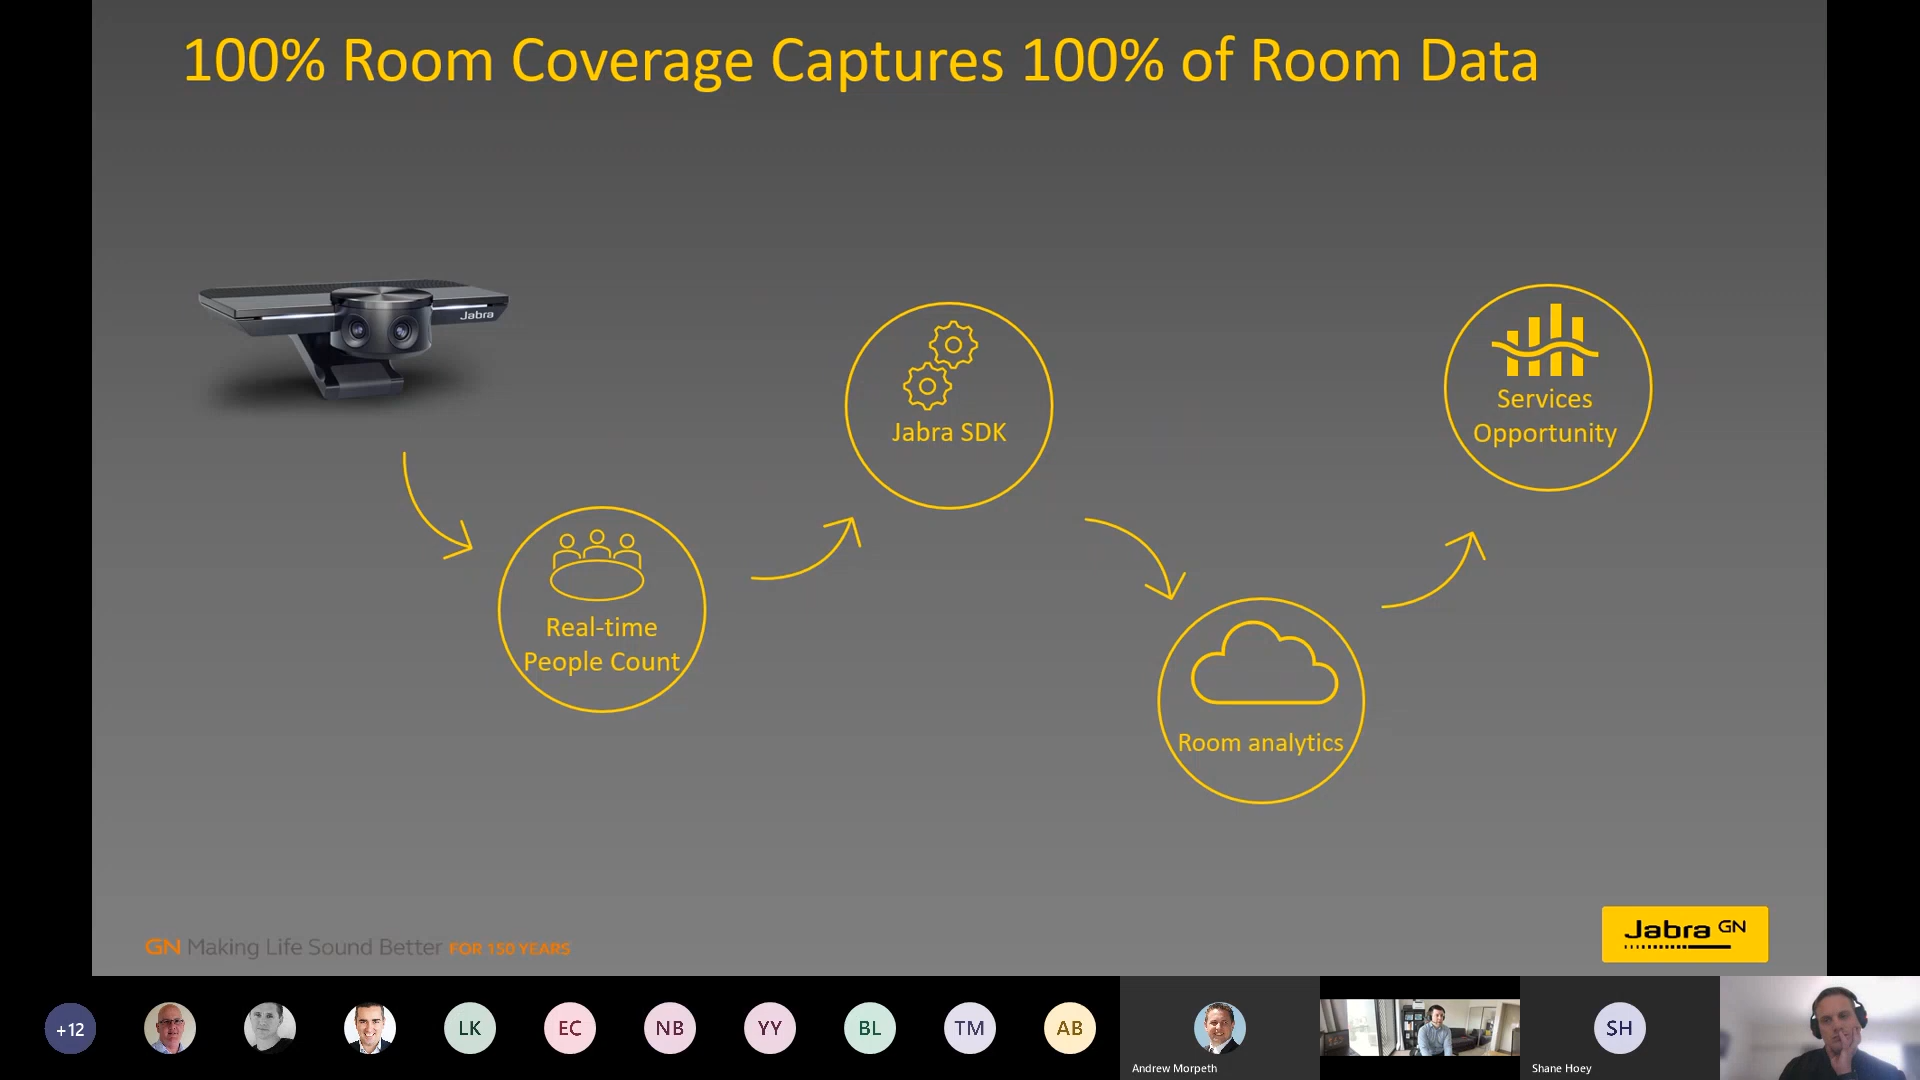 100% Room Coverage Captures 100% of Room Data
Jabra
Real-time
People Count
Jabra SDK
Room analytics
Services
Opportunity
GN Making Life Sound Better FOR 150 YEARS
Jabra GN
+12
LK
EC
NB
YY
BL
TM
AB
Andrew Morpeth
SH
Shane Hoey